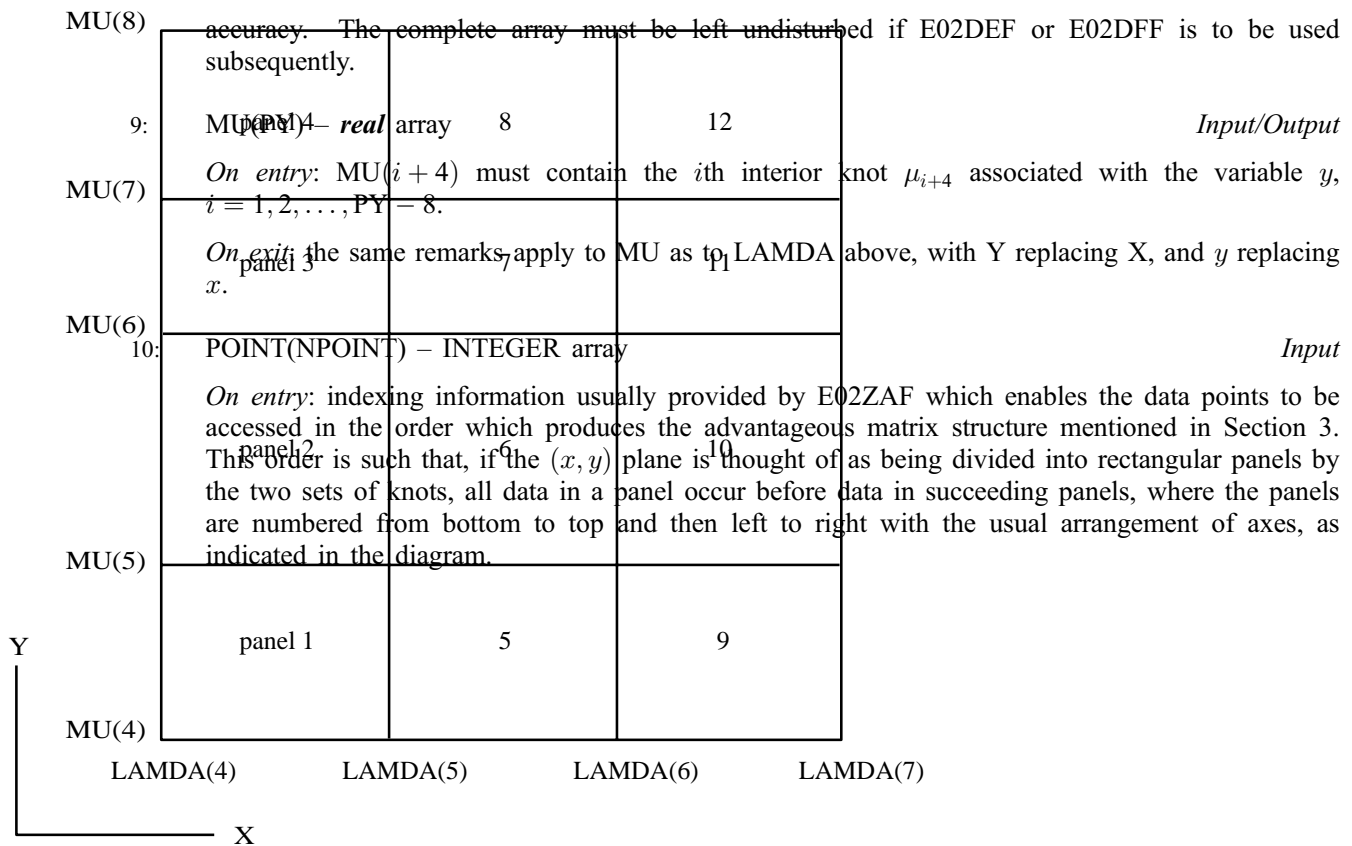 MU(8)
accuracy. The complete array must be left undisturbed if E02DEF or E02DFF is to be used
subsequently.
9: MU(PY) – real array Input/Output
panel 4 8 12
On entry: MU(i + 4) must contain the ith interior knot μ_{i+4} associated with the variable y,
MU(7)
i = 1, 2, . . . , PY − 8.
On exit: the same remarks apply to MU as to LAMDA above, with Y replacing X, and y replacing
panel 3 7 11
x.
MU(6)
10: POINT(NPOINT) – INTEGER array Input
On entry: indexing information usually provided by E02ZAF which enables the data points to be
accessed in the order which produces the advantageous matrix structure mentioned in Section 3.
panel 2 6 10
This order is such that, if the (x, y) plane is thought of as being divided into rectangular panels by
the two sets of knots, all data in a panel occur before data in succeeding panels, where the panels
are numbered from bottom to top and then left to right with the usual arrangement of axes, as
indicated in the diagram.
MU(5)
panel 1 5 9
Y
MU(4)
LAMDA(4) LAMDA(5) LAMDA(6) LAMDA(7)
X